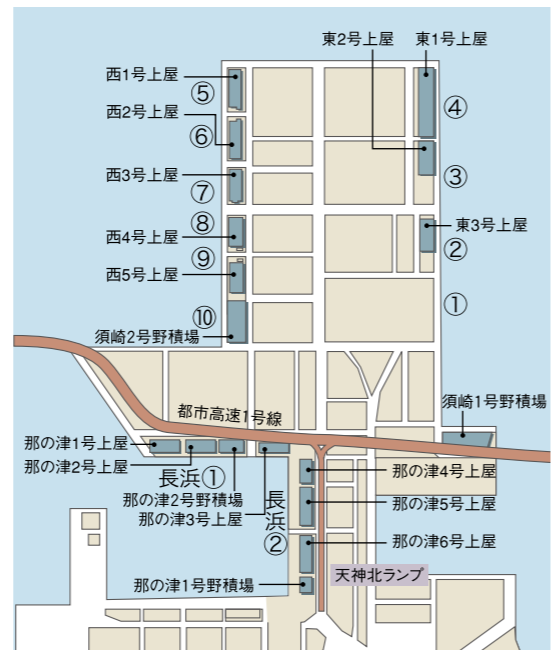 東2号上屋
東1号上屋
西1号上屋
⑤
④
西2号上屋
⑥
西3号上屋
③
⑦
⑧
東3号上屋
西4号上屋
②
⑨
西5号上屋
①
⑩
須崎2号野積場
須崎1号野積場
都市高速1号線
那の津1号上屋
那の津2号上屋
長浜①
那の津2号野積場
那の津3号上屋
長浜②
那の津4号上屋
那の津5号上屋
那の津6号上屋
天神北ランプ
那の津1号野積場